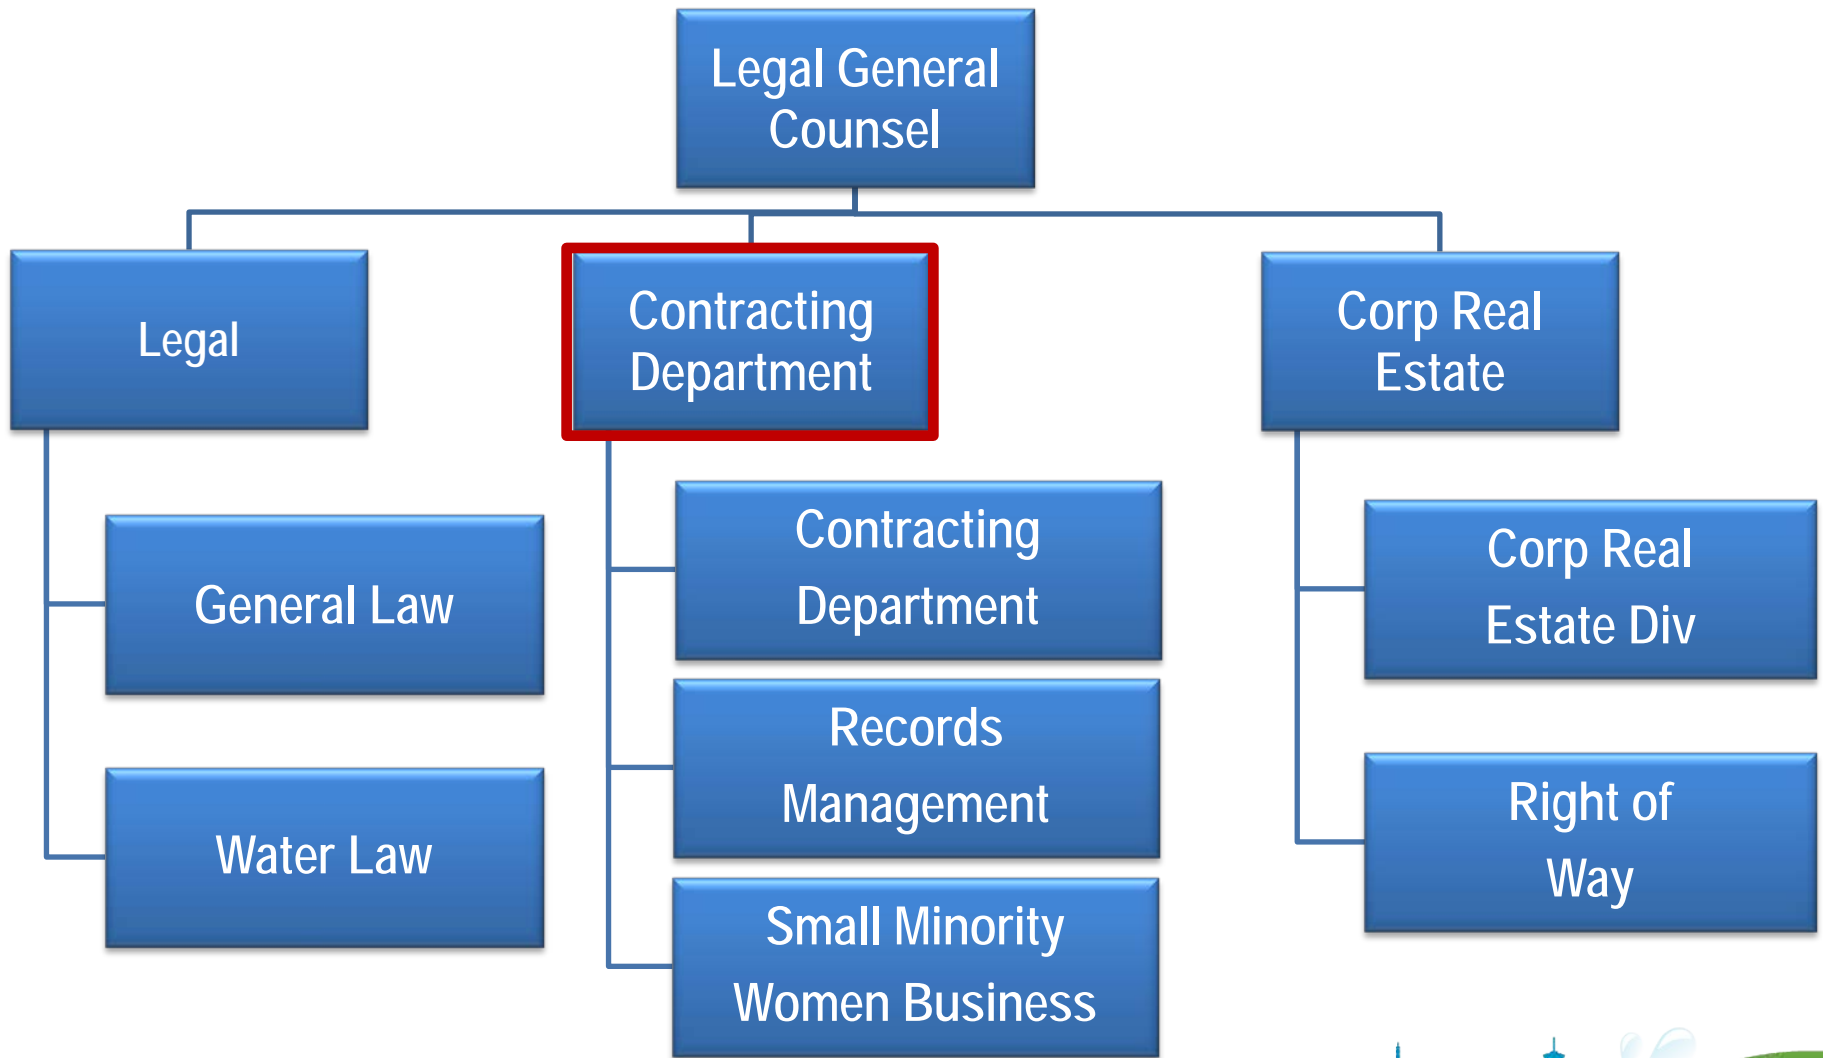 Legal General
Counsel
Legal
Contracting
Department
Corp Real
Estate
General Law
Water Law
Contracting
Department
Records
Management
Small Minority
Women Business
Corp Real
Estate Div
Right of
Way